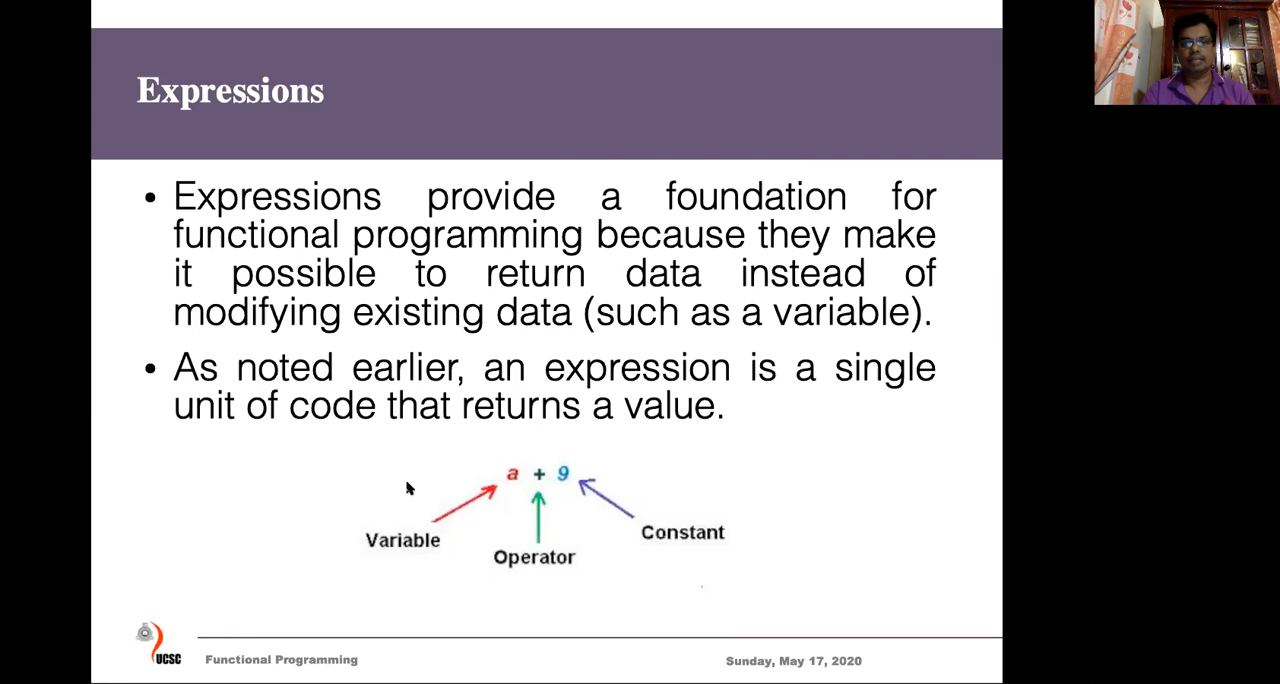 Expressions
• Expressions provide a foundation for
functional programming because they make
it possible to return data instead of
modifying existing data (such as a variable).
• As noted earlier, an expression is a single
unit of code that returns a value.
a + 9
Variable
Operator
Constant
UCSC
Functional Programming
Sunday, May 17, 2020